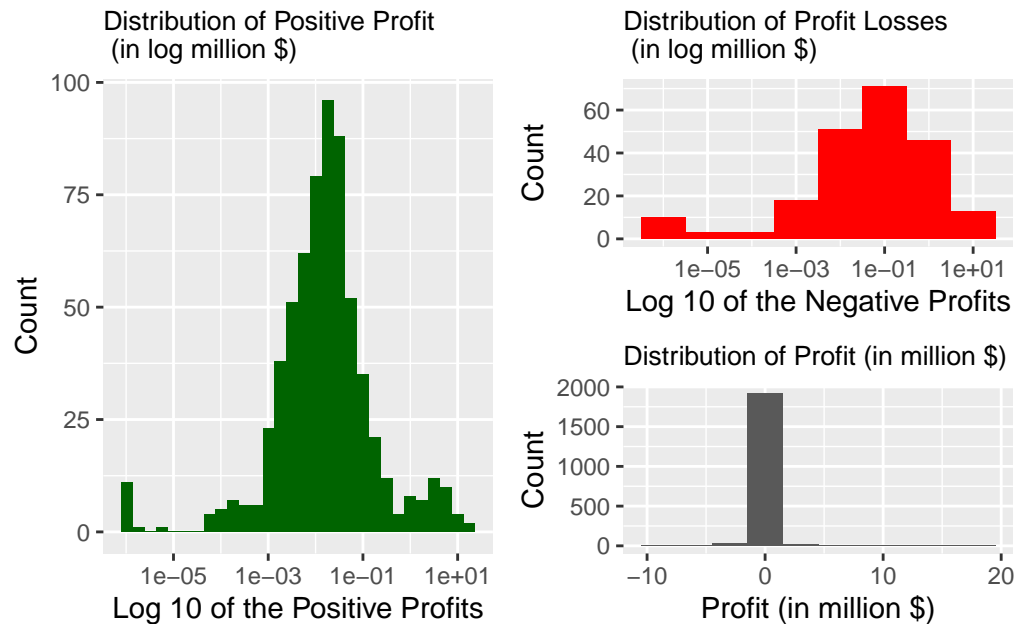 Distribution of Positive Profit
(in log million $)
Count
100
75
50
25
0
1e−05
1e−03
1e−01
1e+01
Log 10 of the Positive Profits
Distribution of Profit Losses
(in log million $)
Count
60
40
20
0
1e−05
1e−03
1e−01
1e+01
Log 10 of the Negative Profits
Distribution of Profit (in million $)
Count
2000
1500
1000
500
0
−10
0
10
20
Profit (in million $)